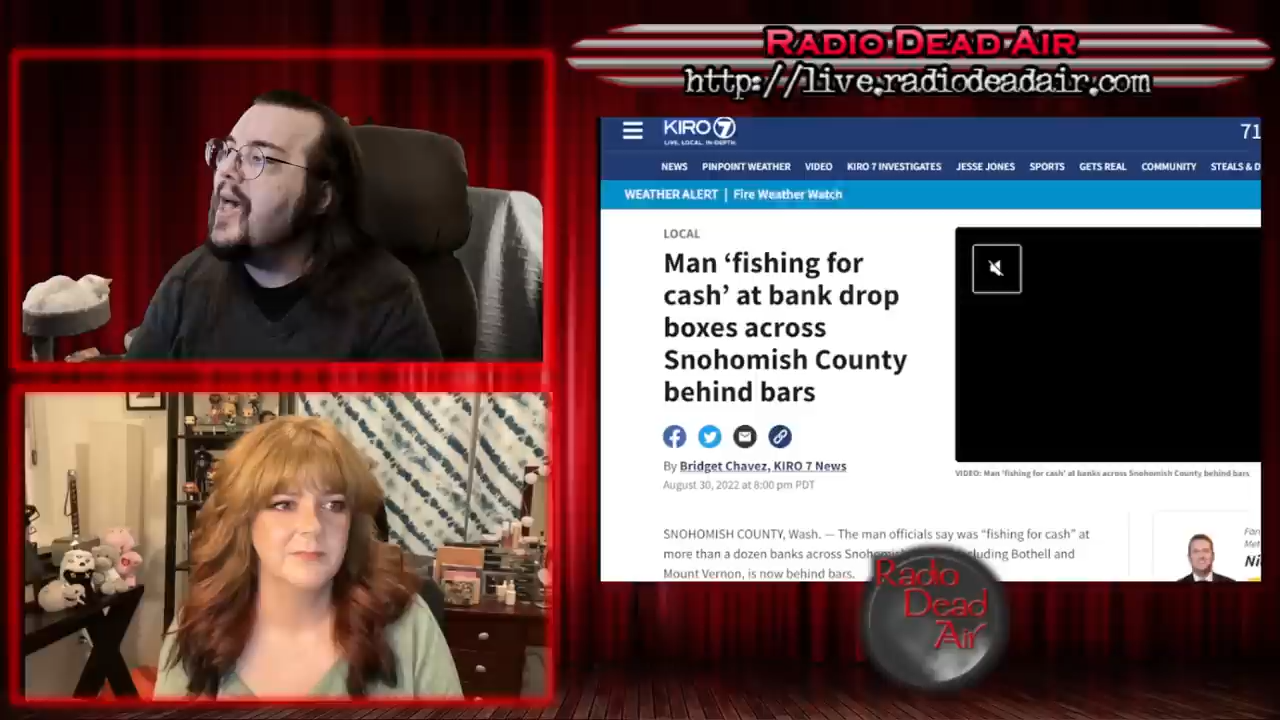 RADIO DEAD AIR
http://live.radiodeadair.com
KIRO 7
LIVE. LOCAL. IN-DEPTH.
71
NEWS PINPOINT WEATHER VIDEO KIRO 7 INVESTIGATES JESSE JONES SPORTS GETS REAL COMMUNITY STEALS & D
WEATHER ALERT | Fire Weather Watch
LOCAL
Man ‘fishing for
cash’ at bank drop
boxes across
Snohomish County
behind bars
By Bridget Chavez, KIRO 7 News
August 30, 2022 at 8:00 pm PDT
VIDEO: Man ‘fishing for cash’ at banks across Snohomish County behind bars
SNOHOMISH COUNTY, Wash. — The man officials say was “fishing for cash” at
more than a dozen banks across Snohomish cluding Bothell and
Mount Vernon, is now behind bars.
Radio
Dead
Air